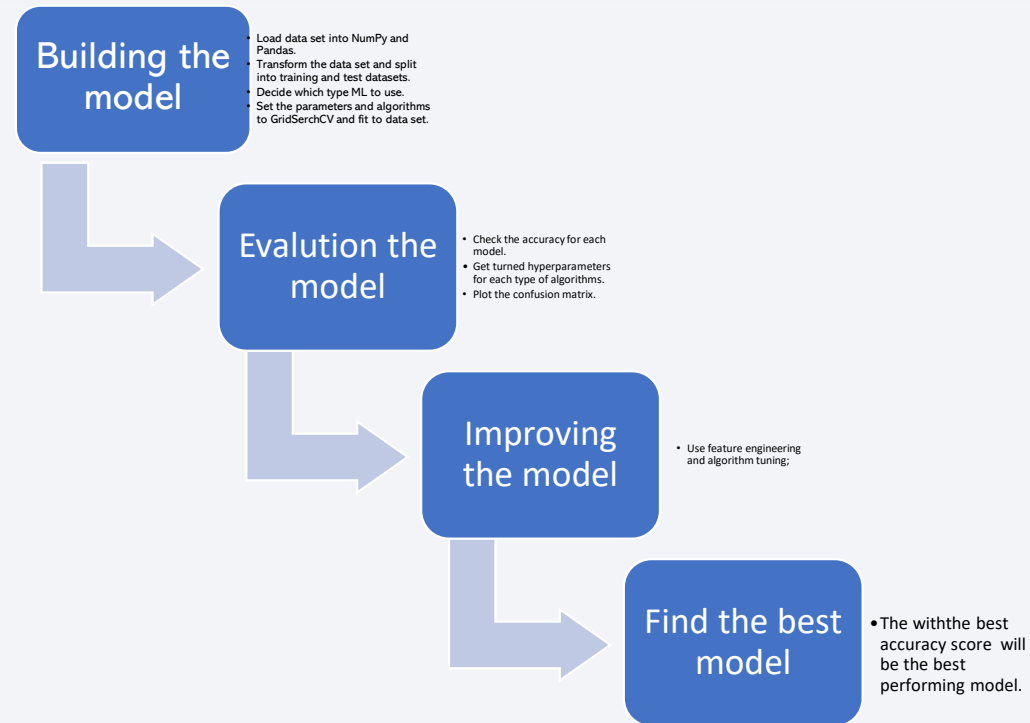 Building the
model
• Load data set into NumPy and
Pandas.
• Transform the data set and split
into training and test datasets.
• Decide which type ML to use.
• Set the parameters and algorithms
to GridSerchCV and fit to data set.
Evalution the
model
• Check the accuracy for each
model.
• Get turned hyperparameters
for each type of algorithms.
• Plot the confusion matrix.
Improving
the model
• Use feature engineering
and algorithm tuning;
Find the best
model
• The withthe best
accuracy score will
be the best
performing model.